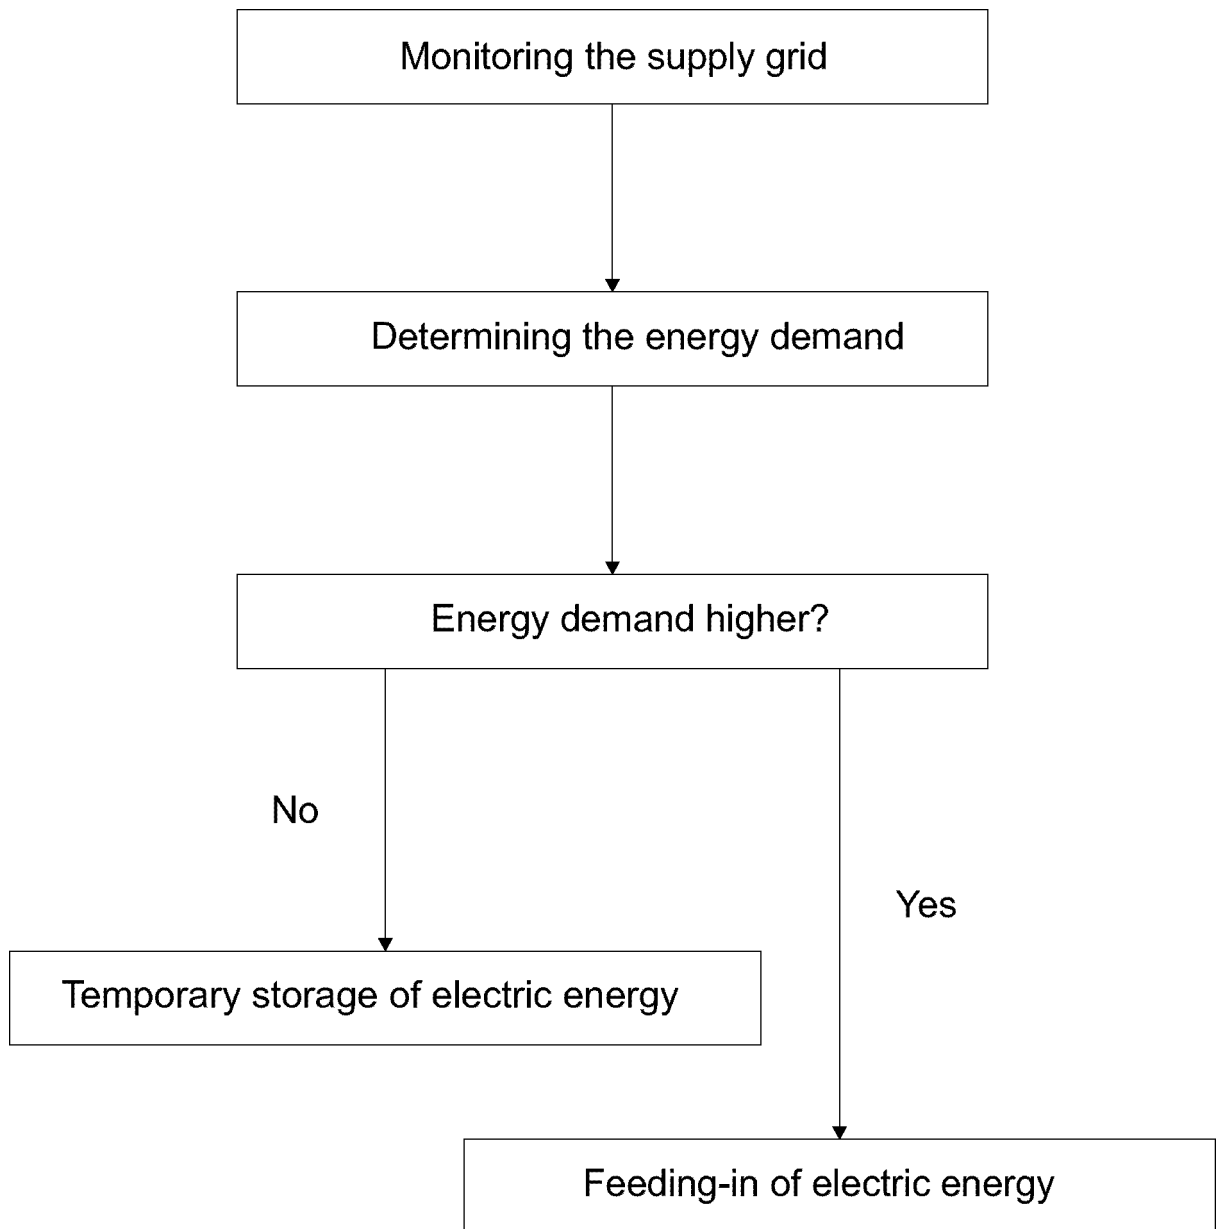 Monitoring the supply grid
Determining the energy demand
Energy demand higher?
No
Yes
Temporary storage of electric energy
Feeding-in of electric energy